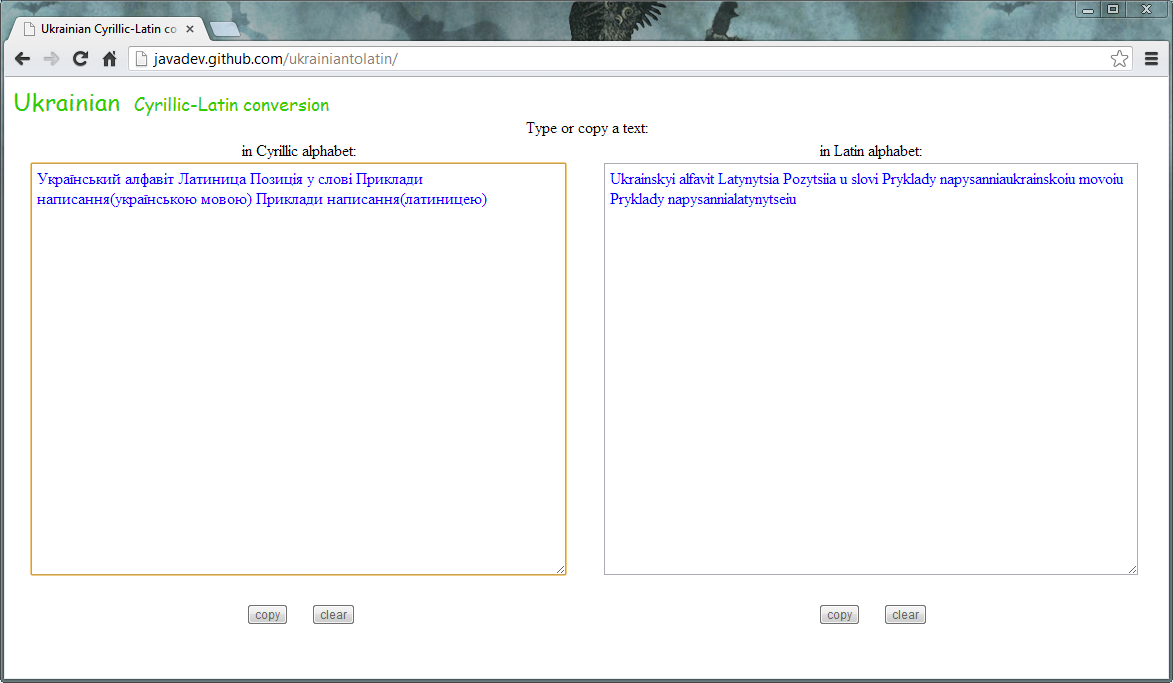 Ukrainian Cyrillic-Latin co
javadev.github.com/ukrainiantolatin/
Ukrainian Cyrillic-Latin conversion
Type or copy a text:
in Cyrillic alphabet:
Український алфавіт Латиница Позиція у слові Приклади
написання(українською мовою) Приклади написання(латиницею)
in Latin alphabet:
Ukrainskyi alfavit Latynytsia Pozytsiia u slovi Pryklady napysanniaukrainskoiu movoiu
Pryklady napysannialatynytseiu
copy clear
copy clear